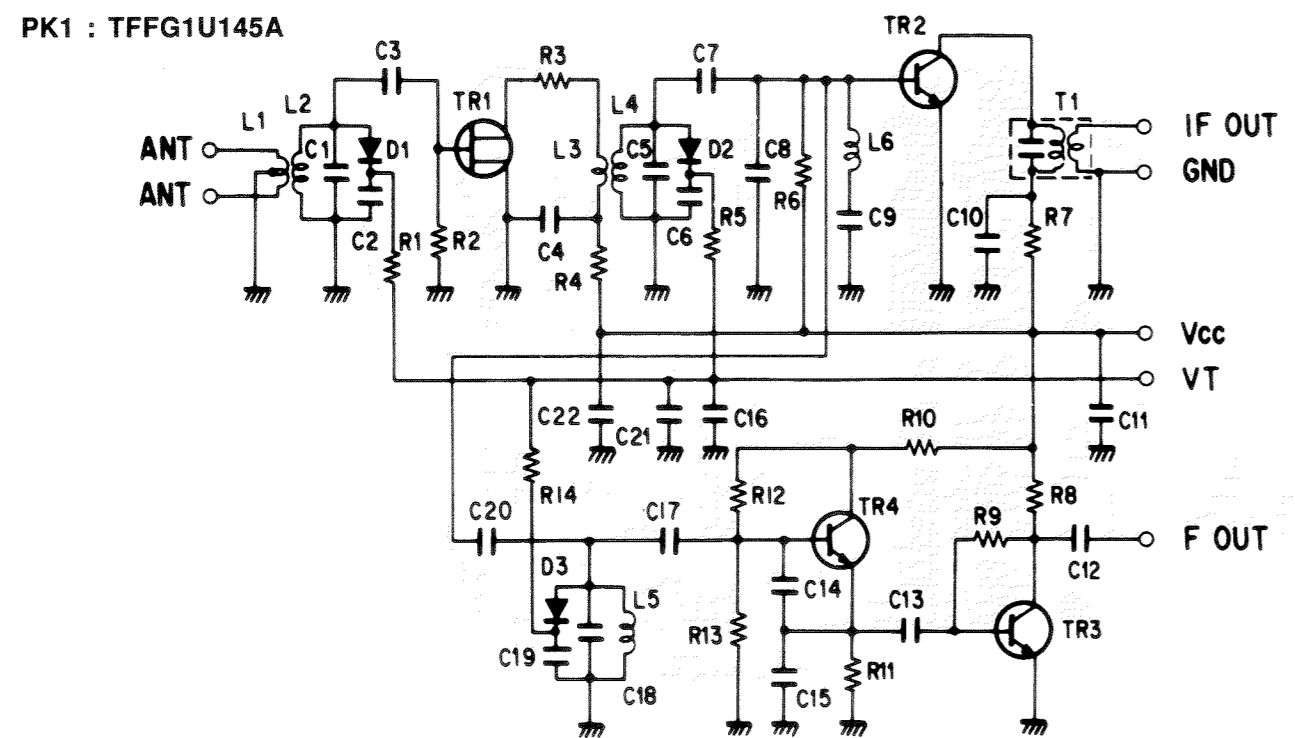 PK1 : TFFG1U145A
TR2
C3
C7
R3
L2
L4
T1
L1
TR1
IF OUT
ANT
C1
D1
L3
C5
D2
C8
L6
GND
ANT
R6
C9
C10
R7
C2
R1
R2
C4
C6
R5
R4
Vcc
VT
C22
C21
C16
R10
C11
R14
R12
R8
C20
C17
TR4
R9
F OUT
D3
C12
L5
C14
C13
R13
TR3
C19
R11
C18
C15